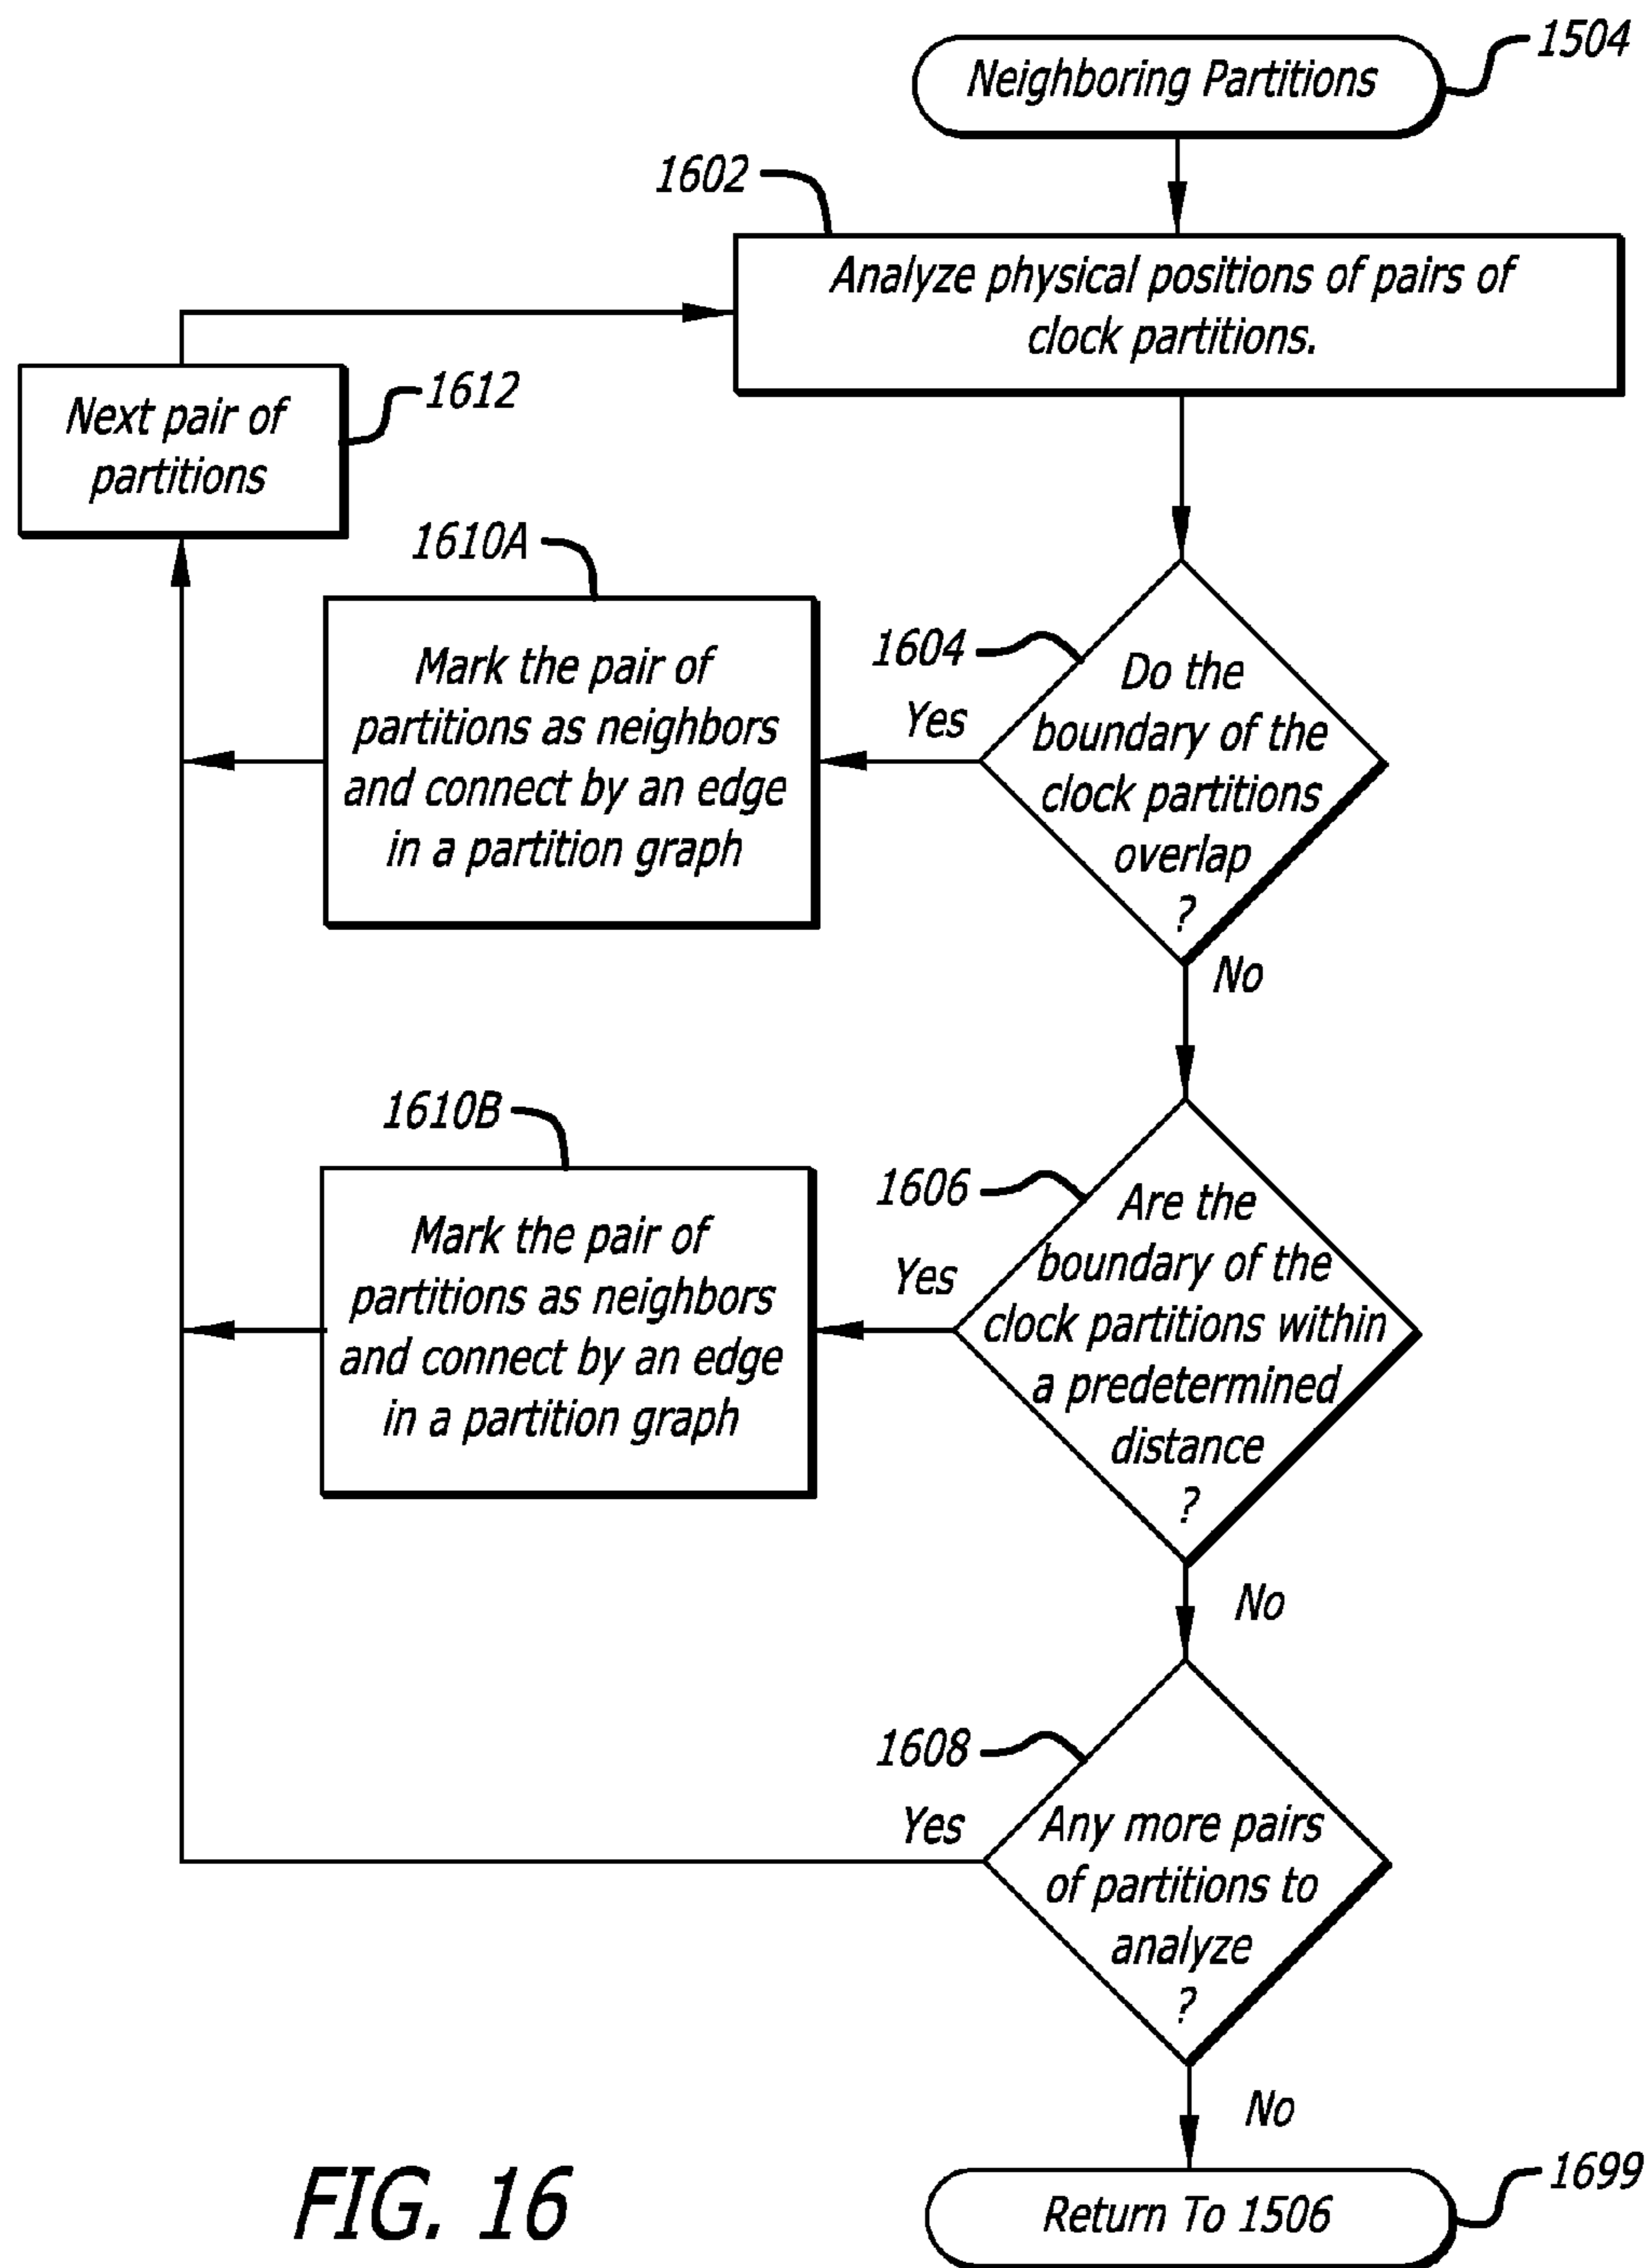 1504
Neighboring Partitions
1602
Analyze physical positions of pairs of
clock partitions.
1612
Next pair of
partitions
1610A
Mark the pair of
partitions as neighbors
and connect by an edge
in a partition graph
1604
Yes
Do the
boundary of the
clock partitions
overlap
?
No
1610B
Mark the pair of
partitions as neighbors
and connect by an edge
in a partition graph
1606
Yes
Are the
boundary of the
clock partitions within
a predetermined
distance
?
No
1608
Yes
Any more pairs
of partitions to
analyze
?
No
1699
Return To 1506
FIG. 16